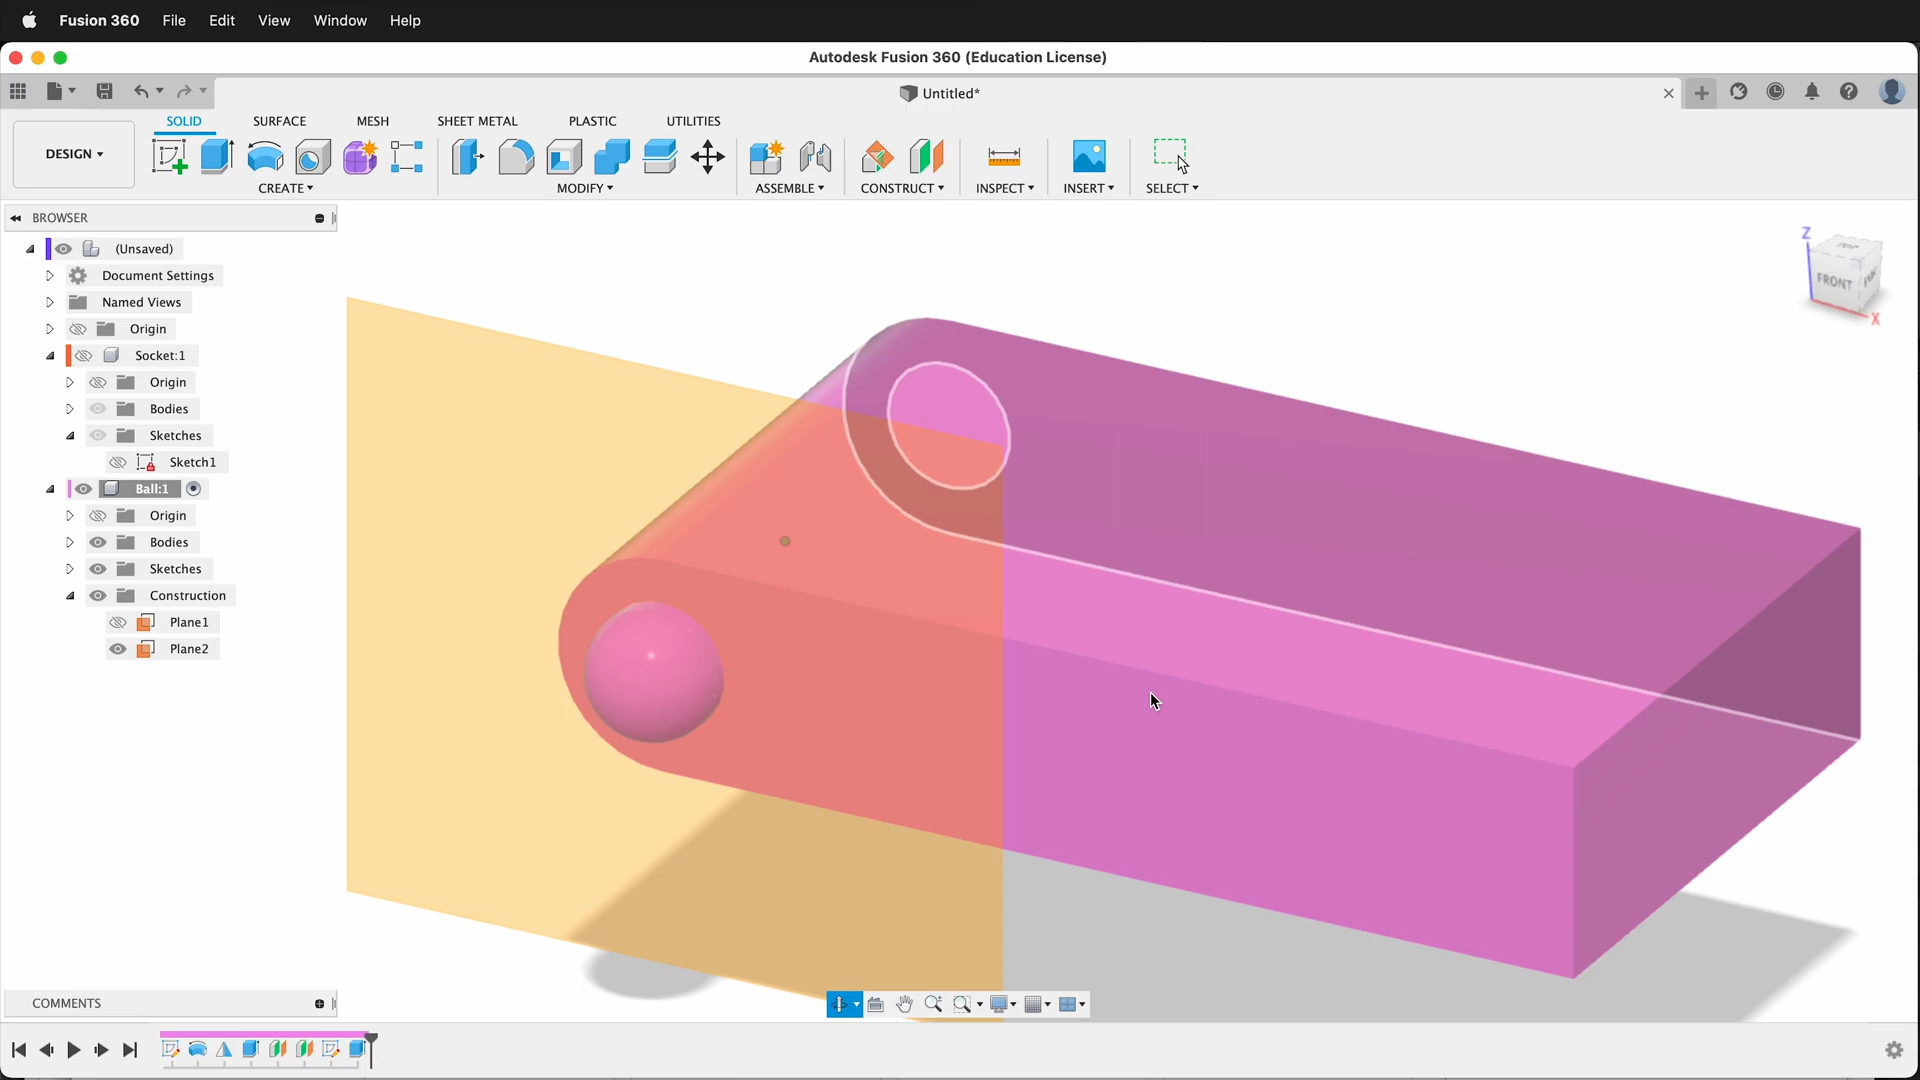 Fusion 360 File Edit View Window Help
Autodesk Fusion 360 (Education License)
Untitled*
SOLID SURFACE MESH SHEET METAL PLASTIC UTILITIES
DESIGN
CREATE MODIFY ASSEMBLE CONSTRUCT INSPECT INSERT SELECT
BROWSER
(Unsaved)
Document Settings
Named Views
Origin
Socket:1
Origin
Bodies
Sketches
Sketch1
Ball:1
Origin
Bodies
Sketches
Construction
Plane1
Plane2
Z
FRONT
X
COMMENTS